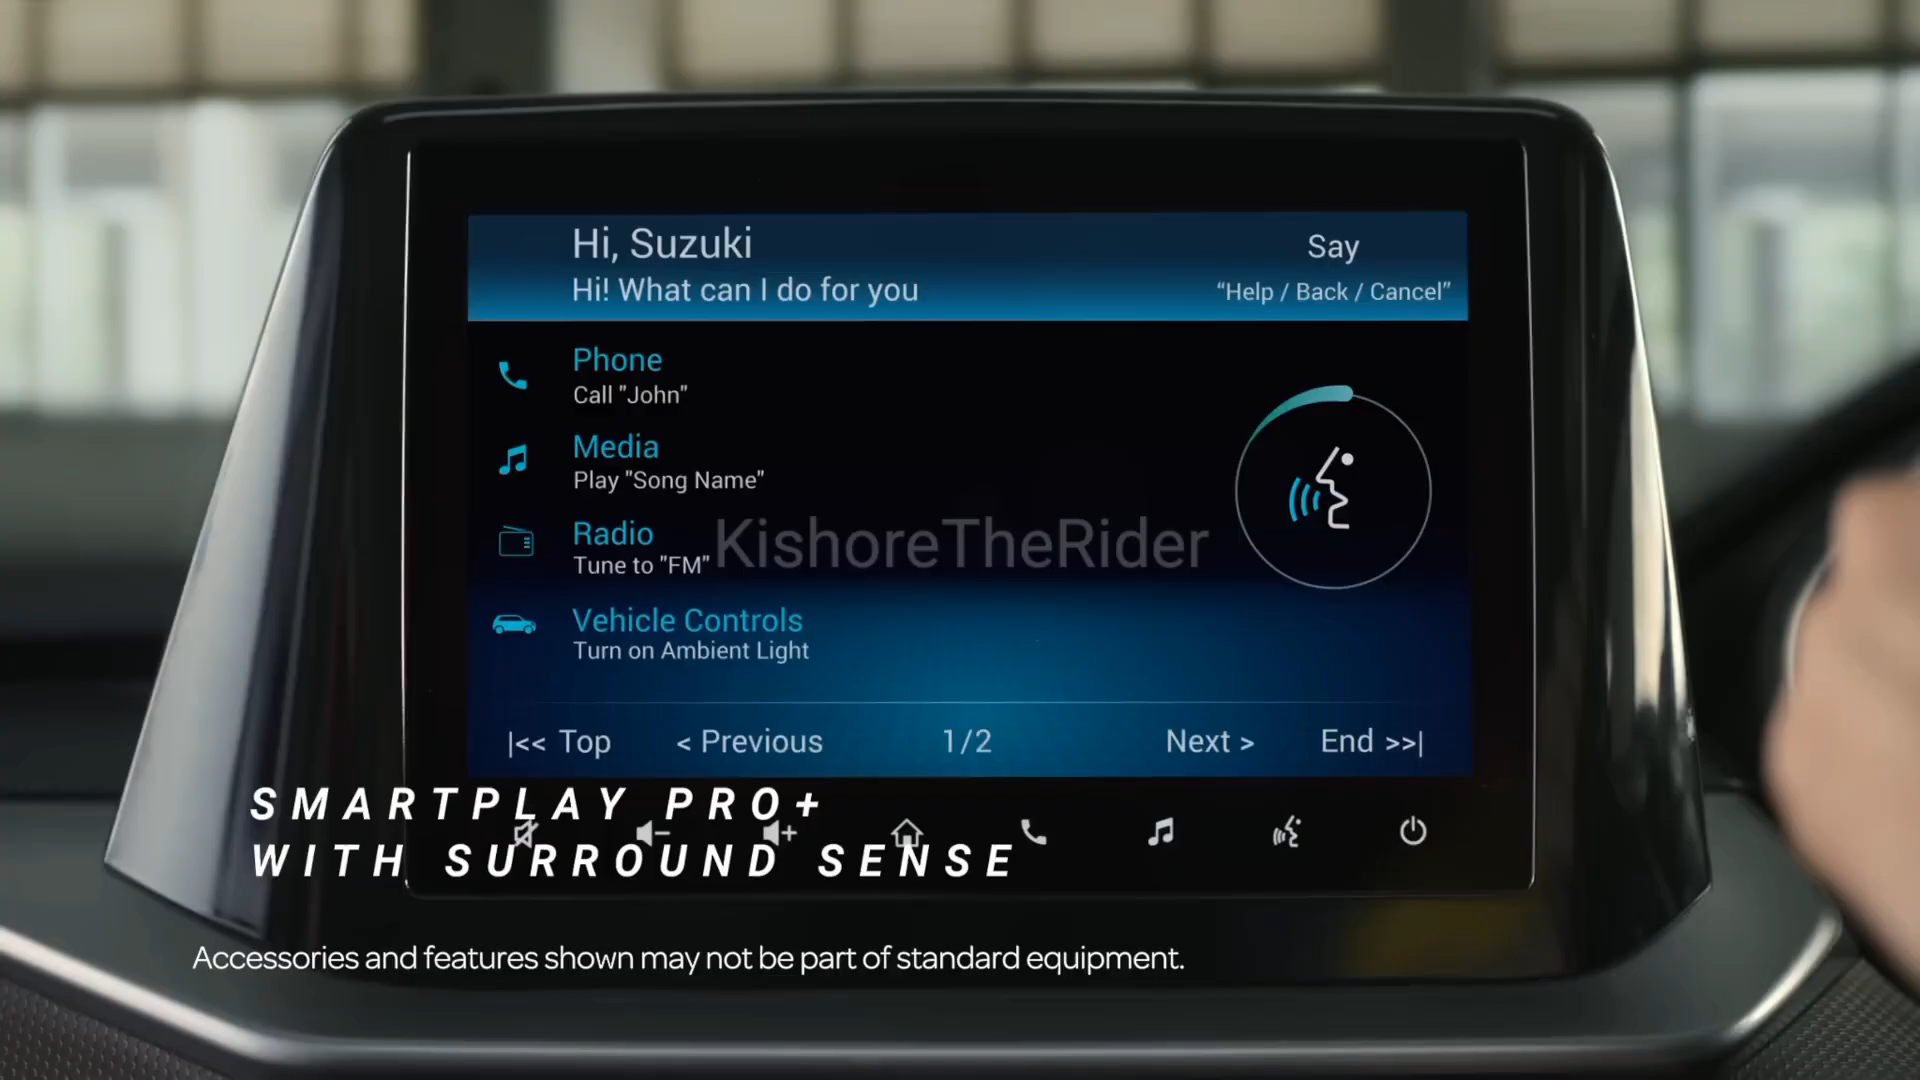 Hi, Suzuki
Hi! What can I do for you
Say
“Help / Back / Cancel”
Phone
Call "John"
Media
Play "Song Name"
Radio
Tune to "FM"
KishoreTheRider
Vehicle Controls
Turn on Ambient Light
|<< Top
< Previous
1/2
Next >
End >>|
SMARTPLAY PRO+
WITH SURROUND SENSE
Accessories and features shown may not be part of standard equipment.